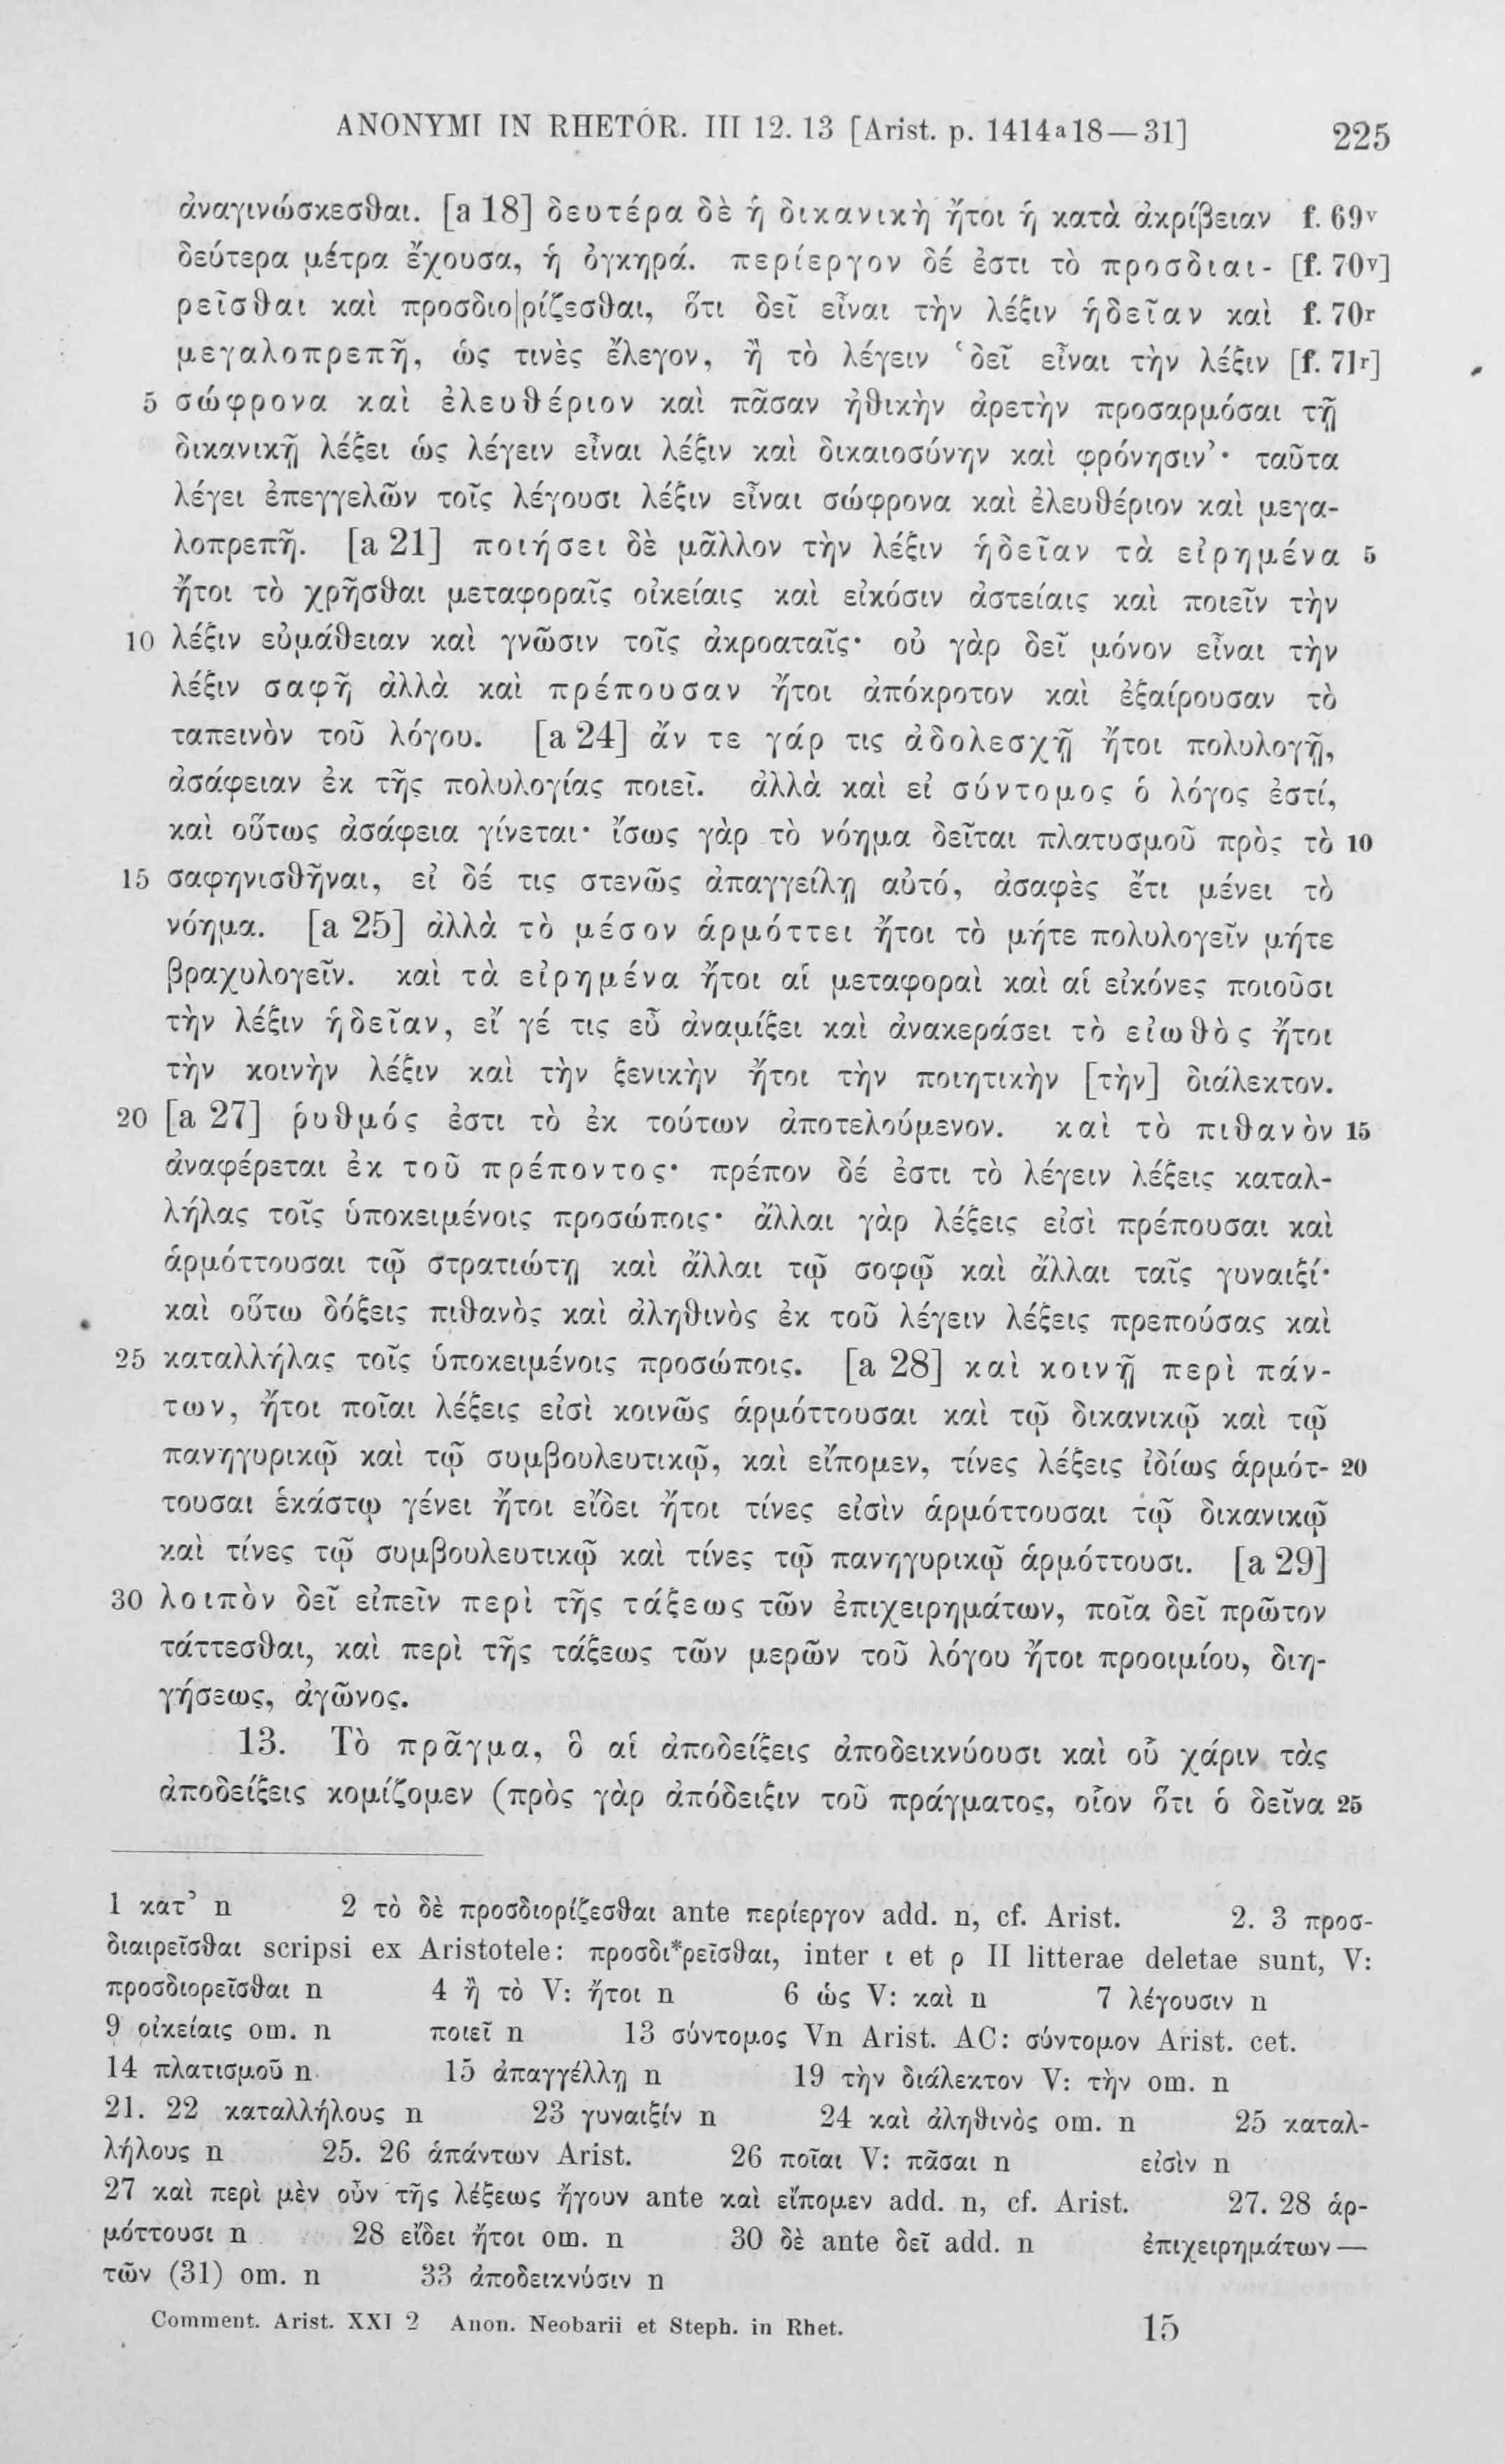 ANONYMI IN RHETOR. III 12. 13 [Arist. p. 1414a18—31] 225
ἀναγινώσκεσθαι. [a 18] δευτέρα δὲ ἡ δικανικὴ ἤτοι ἡ κατὰ ἀκρίβειαν f. 69v
δεύτερα μέτρα ἔχουσα, ἡ ὀγκηρά. περίεργον δέ ἐστι τὸ προσδιαι- [f. 70v]
ρεῖσθαι καὶ προσδιο|ρίζεσθαι, ὅτι δεῖ εἶναι τὴν λέξιν ἡδεῖαν καὶ f. 70r
μεγαλοπρεπῆ, ὡς τινὲς ἔλεγον, ἢ τὸ λέγειν ‘δεῖ εἶναι τὴν λέξιν [f. 71r]
5 σώφρονα καὶ ἐλευθέριον καὶ πᾶσαν ἠθικὴν ἀρετὴν προσαρμόσαι τῇ
δικανικῇ λέξει ὡς λέγειν εἶναι λέξιν καὶ δικαιοσύνην καὶ φρόνησιν’· ταῦτα
λέγει ἐπεγγελῶν τοῖς λέγουσι λέξιν εἶναι σώφρονα καὶ ἐλευθέριον καὶ μεγα-
λοπρεπῆ. [a 21] ποιήσει δὲ μᾶλλον τὴν λέξιν ἡδεῖαν τὰ εἰρημένα 5
ἤτοι τὸ χρῆσθαι μεταφοραῖς οἰκείαις καὶ εἰκόσιν ἀστείαις καὶ ποιεῖν τὴν
10 λέξιν εὐμάθειαν καὶ γνῶσιν τοῖς ἀκροαταῖς· οὐ γὰρ δεῖ μόνον εἶναι τὴν
λέξιν σαφῆ ἀλλὰ καὶ πρέπουσαν ἤτοι ἀπόκροτον καὶ ἐξαίρουσαν τὸ
ταπεινὸν τοῦ λόγου. [a 24] ἄν τε γάρ τις ἀδολεσχῇ ἤτοι πολυλογῇ,
ἀσάφειαν ἐκ τῆς πολυλογίας ποιεῖ. ἀλλὰ καὶ εἰ σύντομος ὁ λόγος ἐστί,
καὶ οὕτως ἀσάφεια γίνεται· ἴσως γὰρ τὸ νόημα δεῖται πλατυσμοῦ πρὸς τὸ 10
15 σαφηνισθῆναι, εἰ δέ τις στενῶς ἀπαγγείλῃ αὐτό, ἀσαφὲς ἔτι μένει τὸ
νόημα. [a 25] ἀλλὰ τὸ μέσον ἁρμόττει ἤτοι τὸ μήτε πολυλογεῖν μήτε
βραχυλογεῖν. καὶ τὰ εἰρημένα ἤτοι αἱ μεταφοραὶ καὶ αἱ εἰκόνες ποιοῦσι
τὴν λέξιν ἡδεῖαν, εἴ γέ τις εὖ ἀναμίξει καὶ ἀνακεράσει τὸ εἰωθὸς ἤτοι
τὴν κοινὴν λέξιν καὶ τὴν ξενικὴν ἤτοι τὴν ποιητικὴν [τὴν] διάλεκτον.
20 [a 27] ῥυθμός ἐστι τὸ ἐκ τούτων ἀποτελούμενον. καὶ τὸ πιθανὸν 15
ἀναφέρεται ἐκ τοῦ πρέποντος· πρέπον δέ ἐστι τὸ λέγειν λέξεις καταλ-
λήλας τοῖς ὑποκειμένοις προσώποις· ἄλλαι γὰρ λέξεις εἰσὶ πρέπουσαι καὶ
ἁρμόττουσαι τῷ στρατιώτῃ καὶ ἄλλαι τῷ σοφῷ καὶ ἄλλαι ταῖς γυναιξί·
καὶ οὕτω δόξεις πιθανὸς καὶ ἀληθινὸς ἐκ τοῦ λέγειν λέξεις πρεπούσας καὶ
25 καταλλήλας τοῖς ὑποκειμένοις προσώποις. [a 28] καὶ κοινῇ περὶ πάν-
των, ἤτοι ποῖαι λέξεις εἰσὶ κοινῶς ἁρμόττουσαι καὶ τῷ δικανικῷ καὶ τῷ
πανηγυρικῷ καὶ τῷ συμβουλευτικῷ, καὶ εἴπομεν, τίνες λέξεις ἰδίως ἁρμότ- 20
τουσαι ἑκάστῳ γένει ἤτοι εἴδει ἤτοι τίνες εἰσὶν ἁρμόττουσαι τῷ δικανικῷ
καὶ τίνες τῷ συμβουλευτικῷ καὶ τίνες τῷ πανηγυρικῷ ἁρμόττουσι. [a 29]
30 λοιπὸν δεῖ εἰπεῖν περὶ τῆς τάξεως τῶν ἐπιχειρημάτων, ποῖα δεῖ πρῶτον
τάττεσθαι, καὶ περὶ τῆς τάξεως τῶν μερῶν τοῦ λόγου ἤτοι προοιμίου, διη-
γήσεως, ἀγῶνος.
13. Τὸ πρᾶγμα, ὃ αἱ ἀποδείξεις ἀποδεικνύουσι καὶ οὗ χάριν τὰς
ἀποδείξεις κομίζομεν (πρὸς γὰρ ἀπόδειξιν τοῦ πράγματος, οἷον ὅτι ὁ δεῖνα 25
1 κατ’ n 2 τὸ δὲ προσδιορίζεσθαι ante περίεργον add. n, cf. Arist. 2. 3 προσ-
διαιρεῖσθαι scripsi ex Aristotele: προσδι*ρεῖσθαι, inter ι et ρ II litterae deletae sunt, V:
προσδιορεῖσθαι n 4 ἢ τὸ V: ἤτοι n 6 ὡς V: καὶ n 7 λέγουσιν n
9 οἰκείαις om. n ποιεῖ n 13 σύντομος Vn Arist. AC: σύντομον Arist. cet.
14 πλατισμοῦ n 15 ἀπαγγέλλῃ n 19 τὴν διάλεκτον V: τὴν om. n
21. 22 καταλλήλους n 23 γυναιξίν n 24 καὶ ἀληθινὸς om. n 25 καταλ-
λήλους n 25. 26 ἁπάντων Arist. 26 ποῖαι V: πᾶσαι n εἰσὶν n
27 καὶ περὶ μὲν οὖν τῆς λέξεως ἤγουν ante καὶ εἴπομεν add. n, cf. Arist. 27. 28 ἁρ-
μόττουσι n 28 εἴδει ἤτοι om. n 30 δὲ ante δεῖ add. n ἐπιχειρημάτων—
τῶν (31) om. n 33 ἀποδεικνύσιν n
Comment. Arist. XXI 2 Anon. Neobarii et Steph. in Rhet. 15